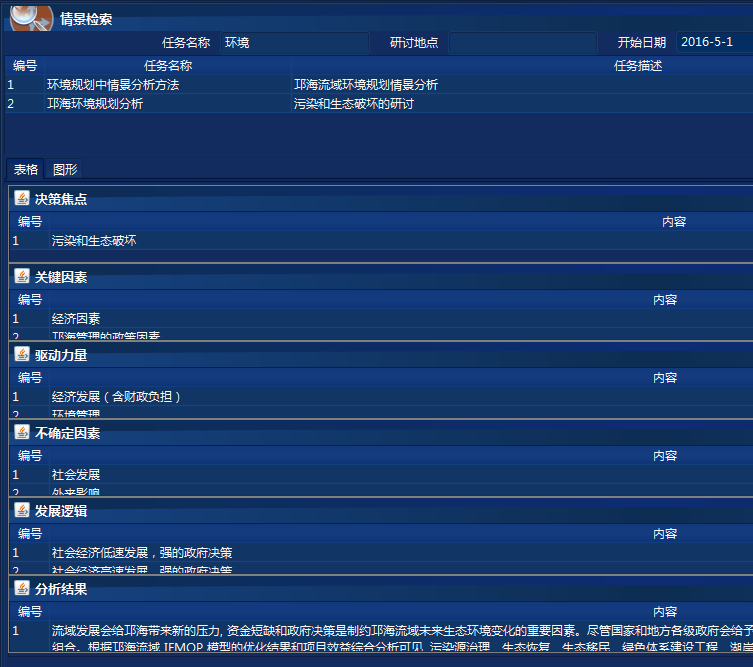 情景检索
任务名称 环境 研讨地点 开始日期 2016-5-1
编号 任务名称 任务描述
1 环境规划中情景分析方法 邛海流域环境规划情景分析
2 邛海环境规划分析 污染和生态破坏的研讨
表格 图形
决策焦点
编号 内容
1 污染和生态破坏
关键因素
编号 内容
1 经济因素
2 邛海管理的政策因素
驱动力量
编号 内容
1 经济发展（含财政负担）
2 环境管理
不确定因素
编号 内容
1 社会发展
2 外来影响
发展逻辑
编号 内容
1 社会经济低速发展，强的政府决策
2 社会经济高速发展，强的政府决策
分析结果
编号 内容
1 流域发展会给邛海带来新的压力, 资金短缺和政府决策是制约邛海流域未来生态环境变化的重要因素。尽管国家和地方各级政府会给予
组合。根据邛海流域 IFMOP 模型的优化结果和项目效益综合分析可见, 污染源治理、生态恢复、生态移民、绿色体系建设工程、湖岸